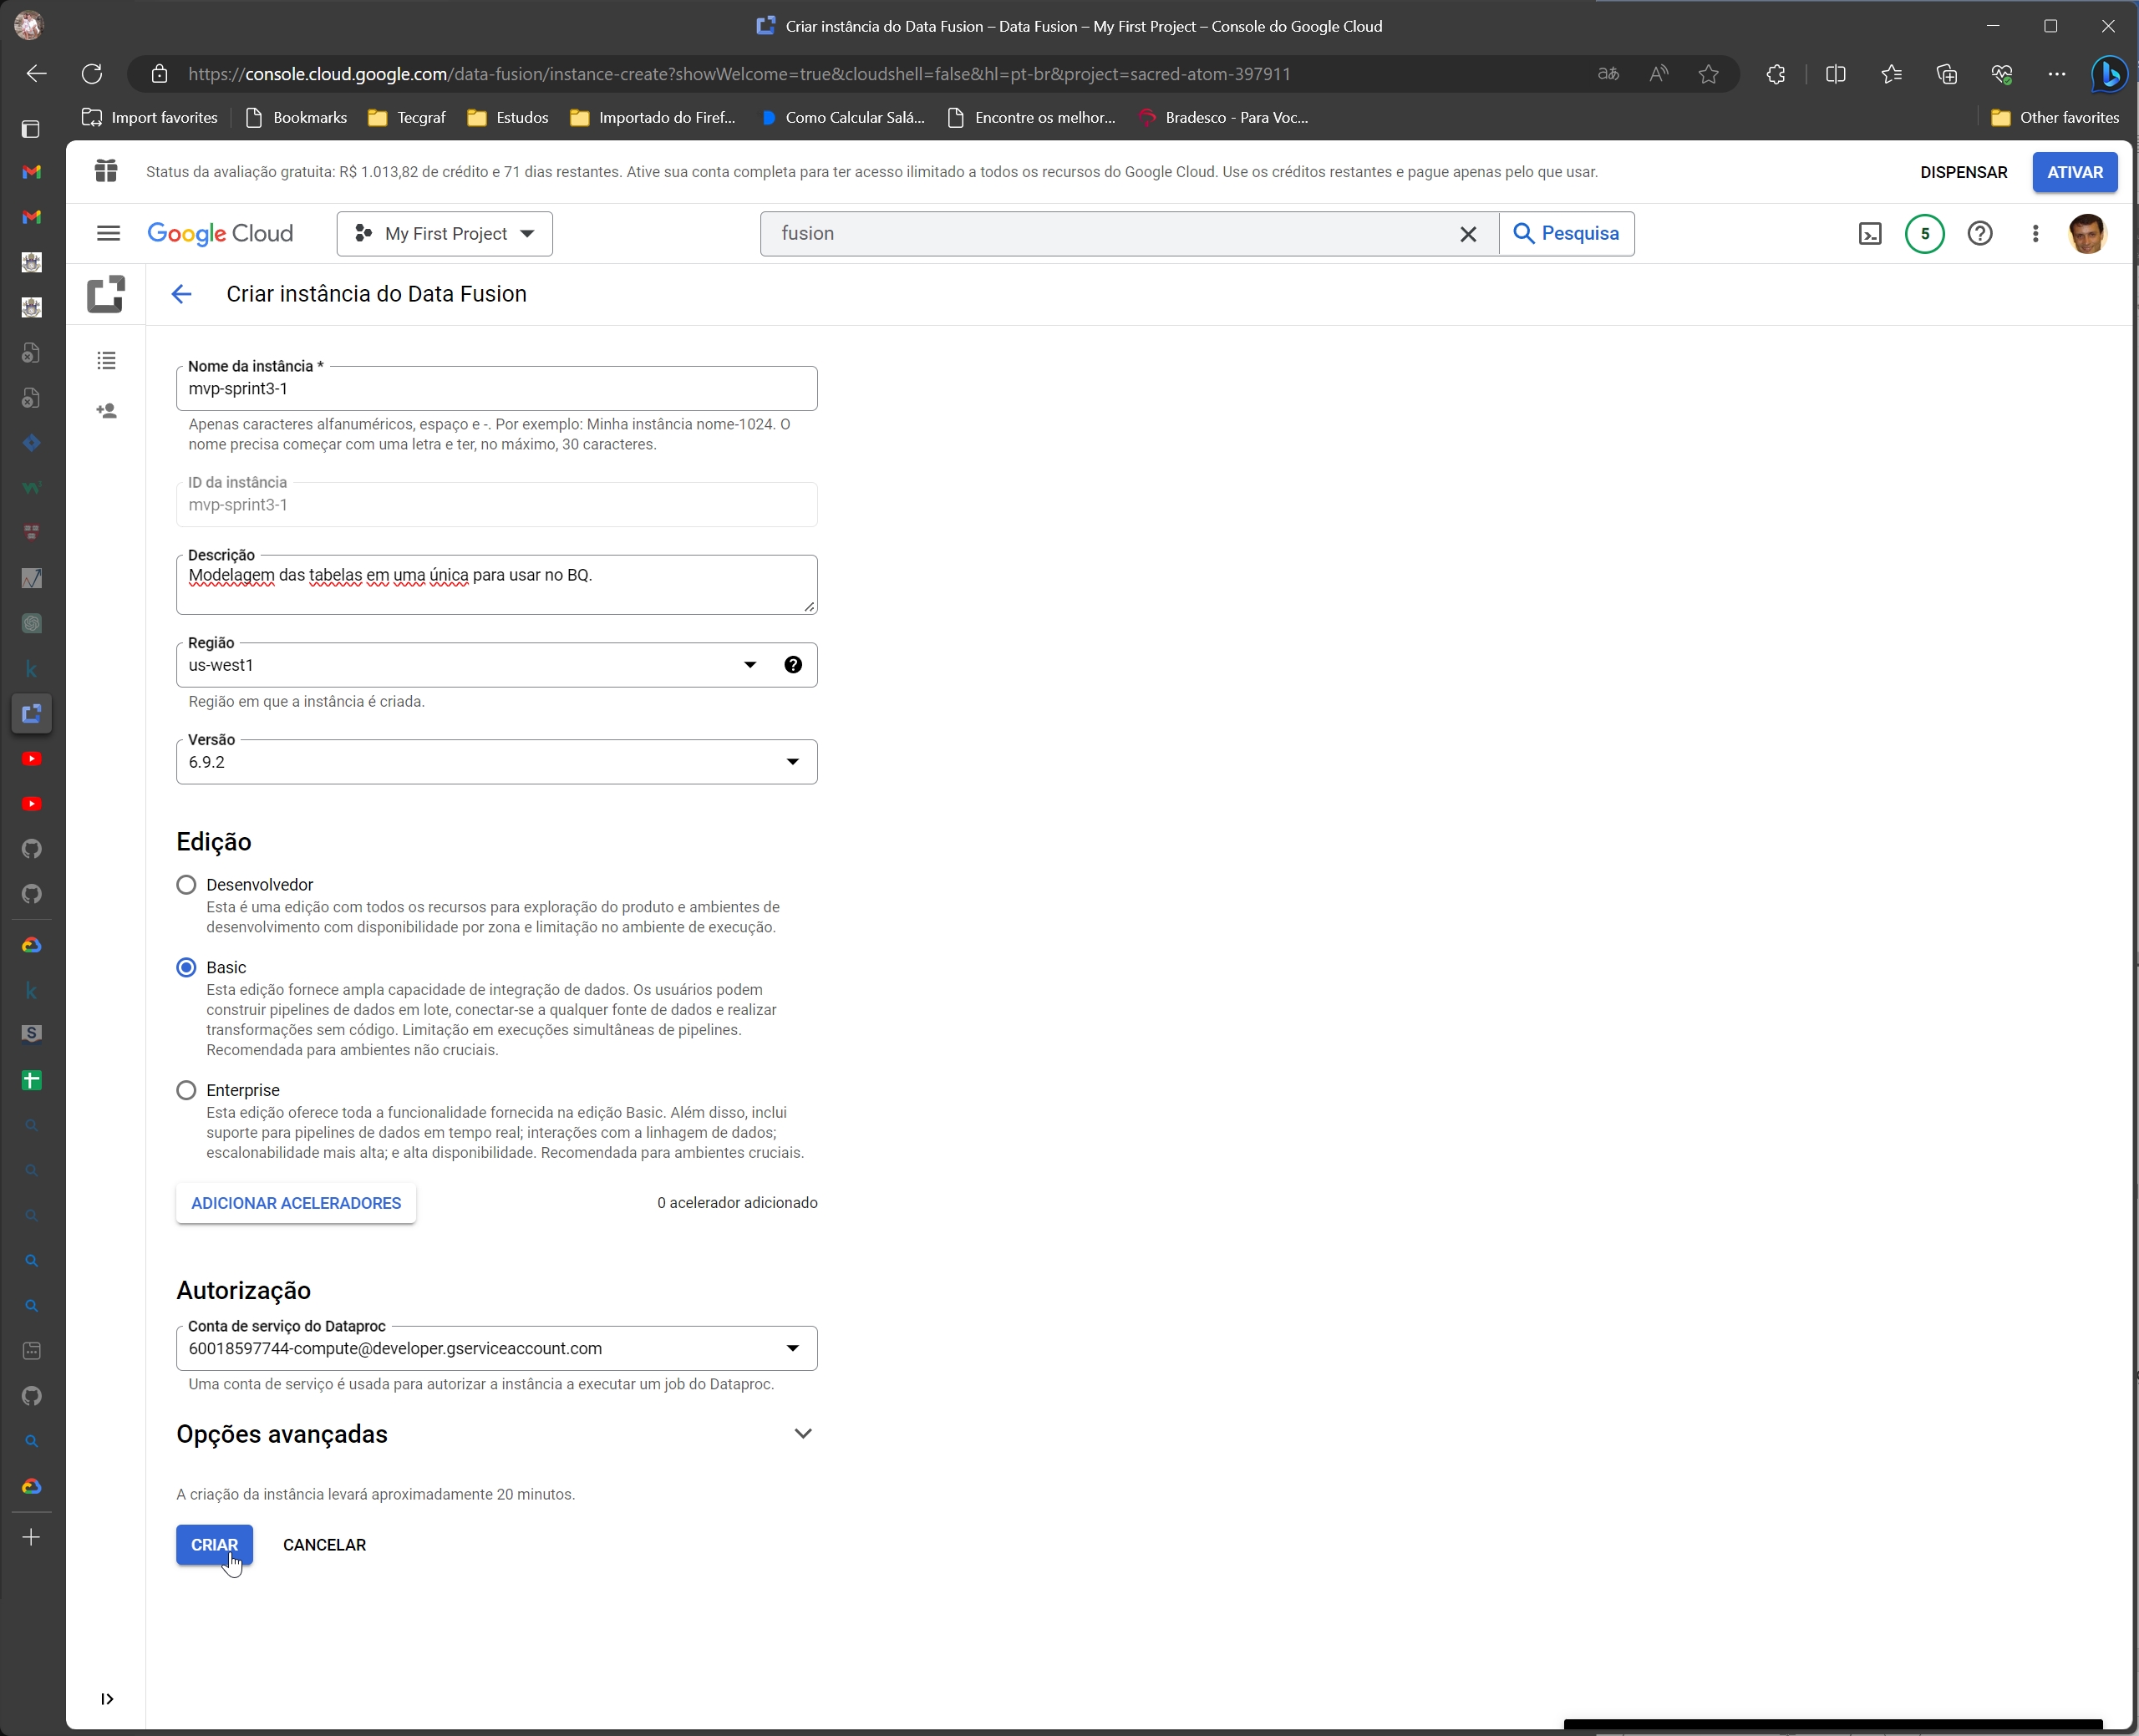 Criar instância do Data Fusion – Data Fusion – My First Project – Console do Google Cloud
https://console.cloud.google.com/data-fusion/instance-create?showWelcome=true&cloudshell=false&hl=pt-br&project=sacred-atom-397911
Import favorites Bookmarks Tecgraf Estudos Importado do Firef... Como Calcular Salá... Encontre os melhor... Bradesco - Para Voc... Other favorites
Status da avaliação gratuita: R$ 1.013,82 de crédito e 71 dias restantes. Ative sua conta completa para ter acesso ilimitado a todos os recursos do Google Cloud. Use os créditos restantes e pague apenas pelo que usar. DISPENSAR ATIVAR
Google Cloud My First Project fusion Pesquisa 5
Criar instância do Data Fusion
Nome da instância *
mvp-sprint3-1
Apenas caracteres alfanuméricos, espaço e -. Por exemplo: Minha instância nome-1024. O
nome precisa começar com uma letra e ter, no máximo, 30 caracteres.
ID da instância
mvp-sprint3-1
Descrição
Modelagem das tabelas em uma única para usar no BQ.
Região
us-west1
Região em que a instância é criada.
Versão
6.9.2
Edição
Desenvolvedor
Esta é uma edição com todos os recursos para exploração do produto e ambientes de
desenvolvimento com disponibilidade por zona e limitação no ambiente de execução.
Basic
Esta edição fornece ampla capacidade de integração de dados. Os usuários podem
construir pipelines de dados em lote, conectar-se a qualquer fonte de dados e realizar
transformações sem código. Limitação em execuções simultâneas de pipelines.
Recomendada para ambientes não cruciais.
Enterprise
Esta edição oferece toda a funcionalidade fornecida na edição Basic. Além disso, inclui
suporte para pipelines de dados em tempo real; interações com a linhagem de dados;
escalonabilidade mais alta; e alta disponibilidade. Recomendada para ambientes cruciais.
ADICIONAR ACELERADORES 0 acelerador adicionado
Autorização
Conta de serviço do Dataproc
60018597744-compute@developer.gserviceaccount.com
Uma conta de serviço é usada para autorizar a instância a executar um job do Dataproc.
Opções avançadas
A criação da instância levará aproximadamente 20 minutos.
CRIAR CANCELAR